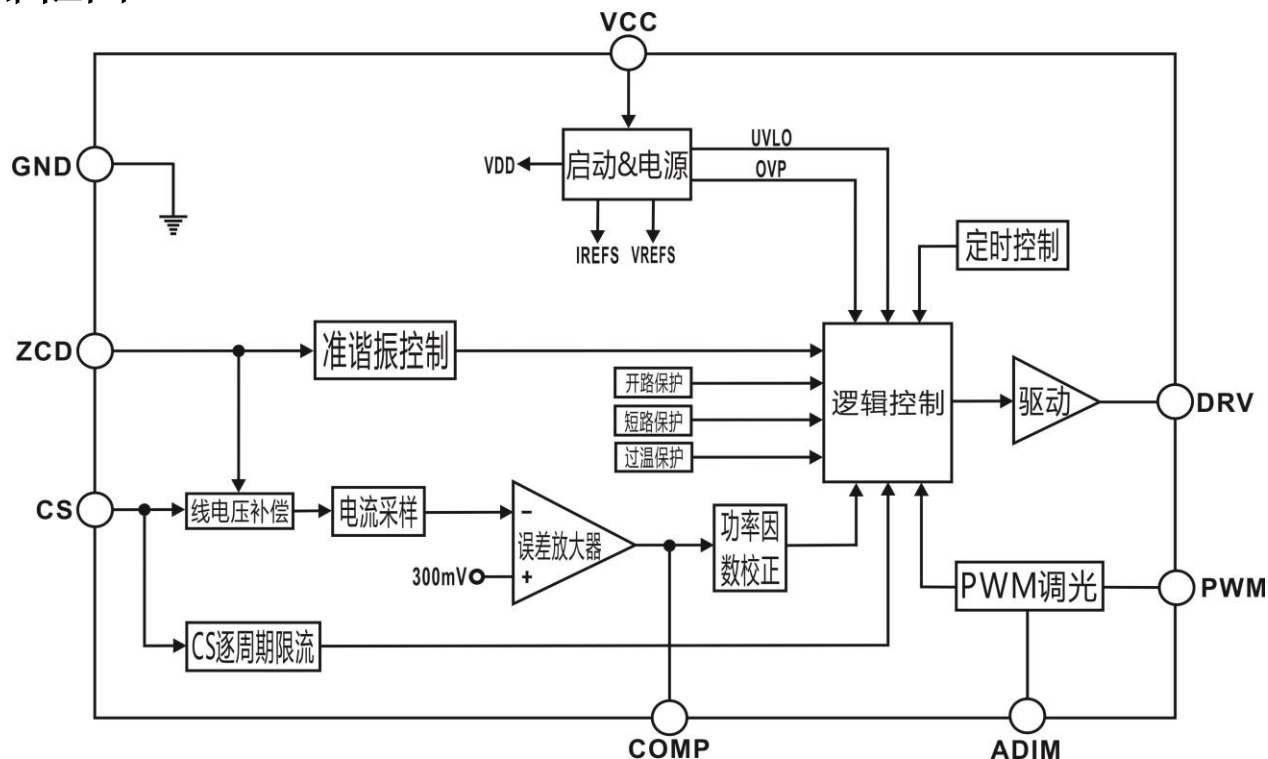 VCC
GND
启动&电源
VDD
UVLO
OVP
IREFS
VREFS
定时控制
ZCD
准谐振控制
开路保护
短路保护
过温保护
逻辑控制
驱动
DRV
CS
线电压补偿
电流采样
误差放大器
−
+
300mV
功率因
数校正
PWM调光
PWM
CS逐周期限流
COMP
ADIM